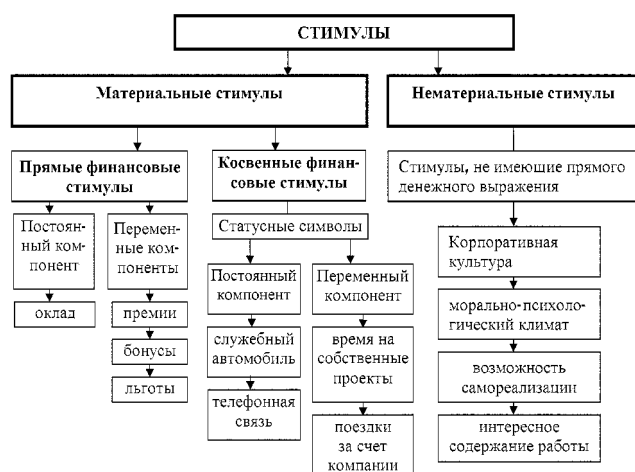 СТИМУЛЫ
Материальные стимулы
Нематериальные стимулы
Прямые финансовые
стимулы
Косвенные финан-
совые стимулы
Стимулы, не имеющие прямого
денежного выражения
Постоян-
ный ком-
понент
Перемен-
ные ком-
поненты
Статусные символы
Корпоративная
культура
Постоянный
компонент
Переменный
компонент
оклад
премии
бонусы
льготы
служебный
автомобиль
телефонная
связь
время на
собственные
проекты
поездки
за счет
компании
морально-психоло-
гический климат
возможность
самореализации
интересное
содержание работы